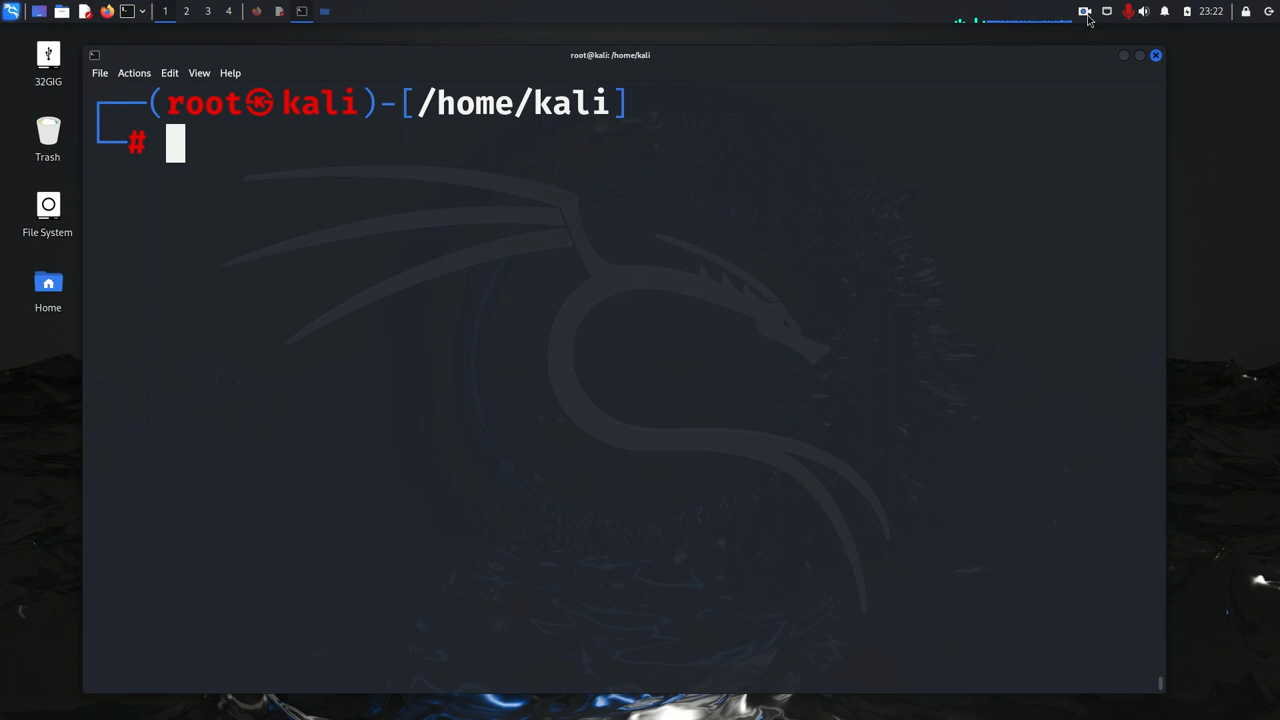 1 2 3 4
23:22
root@kali: /home/kali
File Actions Edit View Help
┌──(root㉿kali)-[/home/kali]
└─#
32GIG
Trash
File System
Home